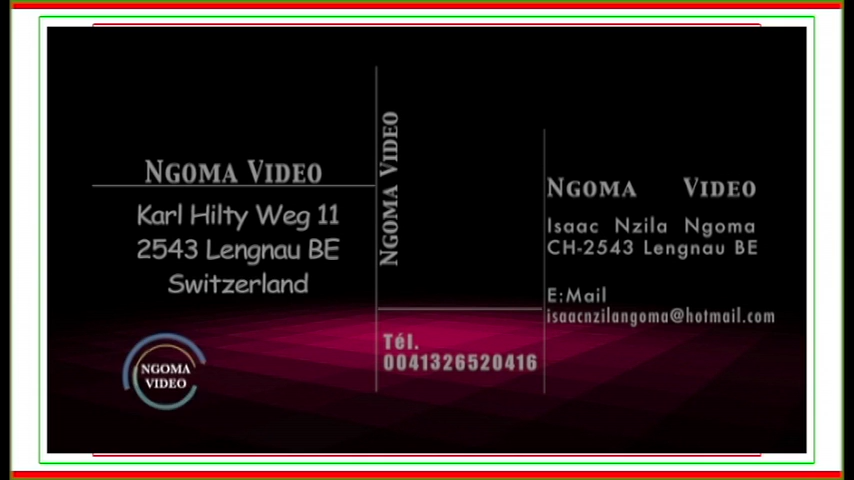 NGOMA VIDEO
Karl Hilty Weg 11
2543 Lengnau BE
Switzerland
NGOMA
VIDEO
NGOMA VIDEO
Tél.
0041326520416
NGOMA VIDEO
Isaac Nzila Ngoma
CH-2543 Lengnau BE
E:Mail
isaacnzilangoma@hotmail.com